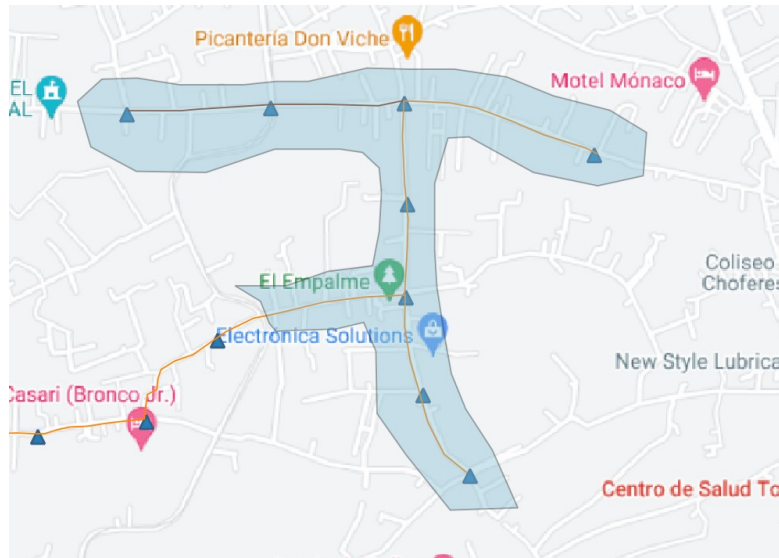 Picantería Don Viche
EL
AL
Motel Mónaco
El Empalme
Coliseo
Choferes
Electronica Solutions
New Style Lubrica
Casari (Bronco Jr.)
Centro de Salud To